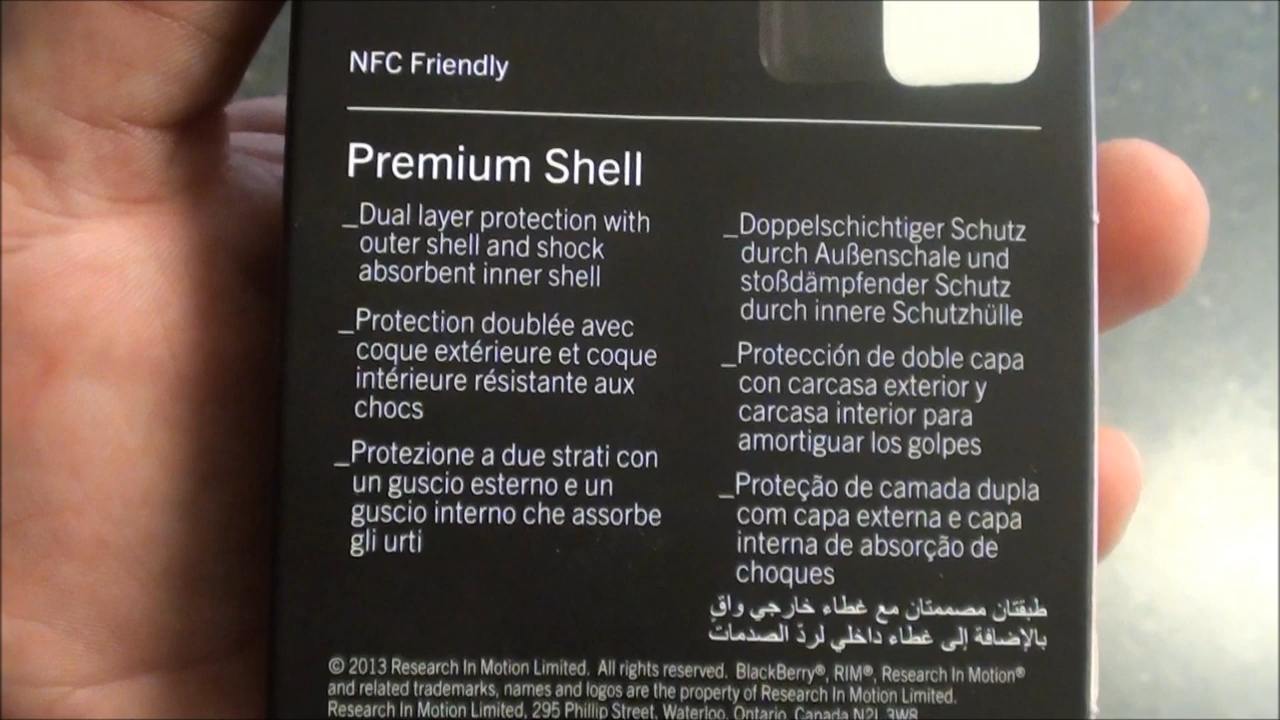 NFC Friendly
Premium Shell
_Dual layer protection with
outer shell and shock
absorbent inner shell
_Protection doublée avec
coque extérieure et coque
intérieure résistante aux
chocs
_Protezione a due strati con
un guscio esterno e un
guscio interno che assorbe
gli urti
_Doppelschichtiger Schutz
durch Außenschale und
stoßdämpfender Schutz
durch innere Schutzhülle
_Protección de doble capa
con carcasa exterior y
carcasa interior para
amortiguar los golpes
_Proteção de camada dupla
com capa externa e capa
interna de absorção de
choques
طبقتان مصممتان مع غطاء خارجي واقٍ
بالإضافة إلى غطاء داخلي لردّ الصدمات
© 2013 Research In Motion Limited. All rights reserved. BlackBerry®, RIM®, Research In Motion®
and related trademarks, names and logos are the property of Research In Motion Limited.
Research In Motion Limited, 295 Phillip Street, Waterloo, Ontario, Canada N2L 3W8